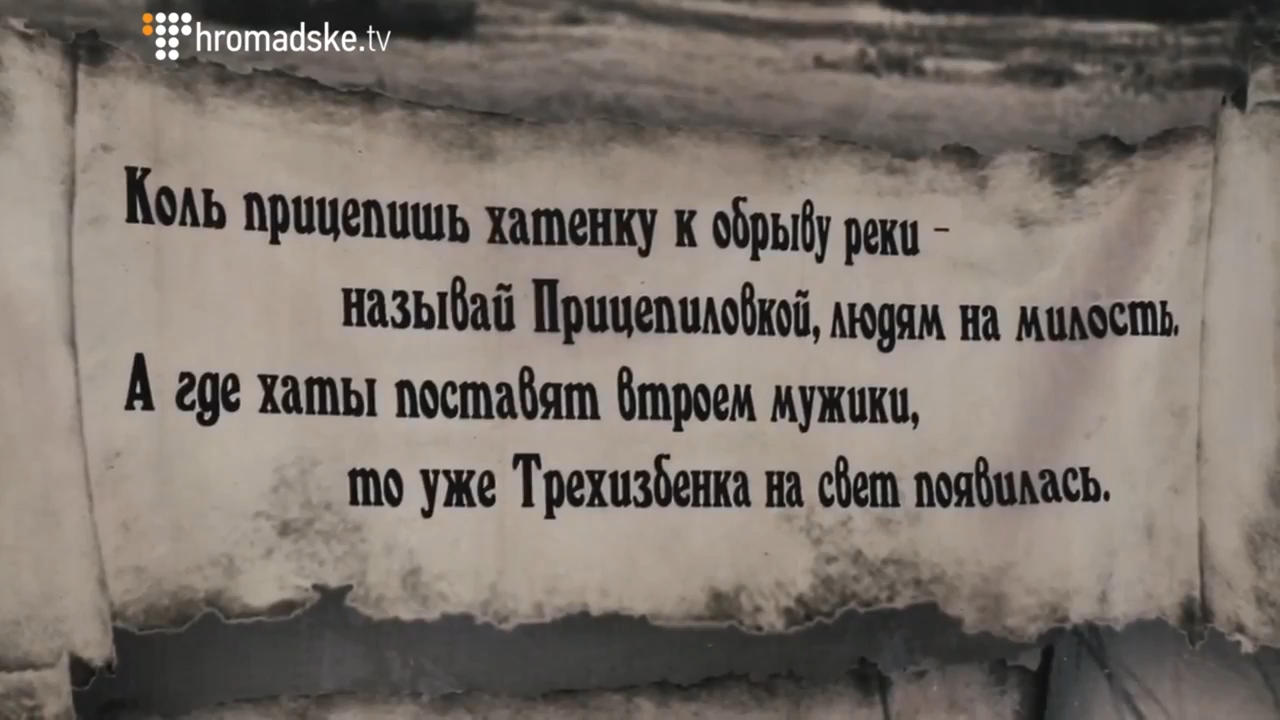 hromadske.tv
Коль прицепишь хатенку к обрыву реки -
называй Прицепиловкой, людям на милость.
А где хаты поставят втроем мужики,
то уже Трехизбенка на свет появилась.